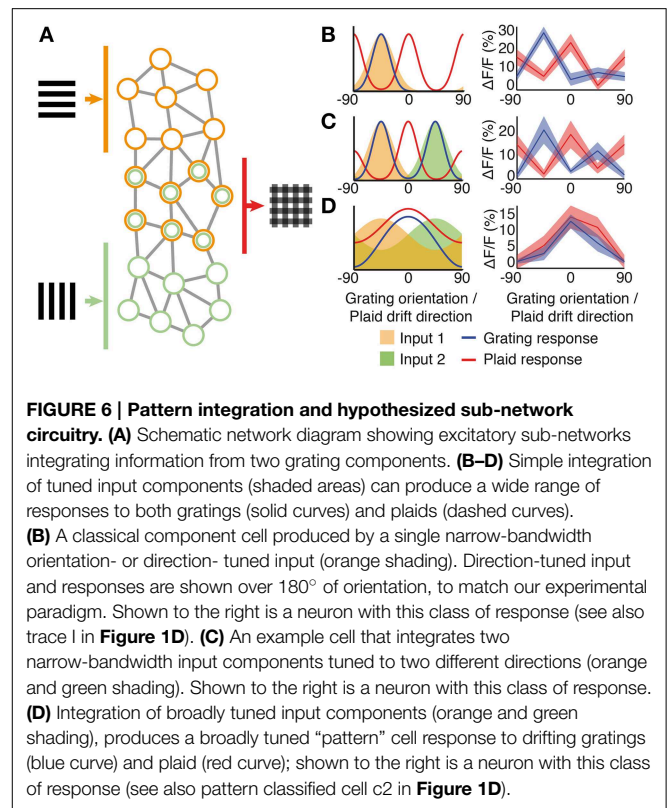 A
B
ΔF/F (%)
30
20
10
0
-90
0
90
-90
0
90
C
ΔF/F (%)
20
10
0
-90
0
90
-90
0
90
D
ΔF/F (%)
15
10
5
0
-90
0
90
-90
0
90
Grating orientation /
Plaid drift direction
Grating orientation /
Plaid drift direction
Input 1
Grating response
Input 2
Plaid response
FIGURE 6 | Pattern integration and hypothesized sub-network
circuitry. (A) Schematic network diagram showing excitatory sub-networks
integrating information from two grating components. (B–D) Simple integration
of tuned input components (shaded areas) can produce a wide range of
responses to both gratings (solid curves) and plaids (dashed curves).
(B) A classical component cell produced by a single narrow-bandwidth
orientation- or direction- tuned input (orange shading). Direction-tuned input
and responses are shown over 180° of orientation, to match our experimental
paradigm. Shown to the right is a neuron with this class of response (see also
trace I in Figure 1D). (C) An example cell that integrates two
narrow-bandwidth input components tuned to two different directions (orange
and green shading). Shown to the right is a neuron with this class of response.
(D) Integration of broadly tuned input components (orange and green
shading), produces a broadly tuned “pattern” cell response to drifting gratings
(blue curve) and plaid (red curve); shown to the right is a neuron with this class
of response (see also pattern classified cell c2 in Figure 1D).